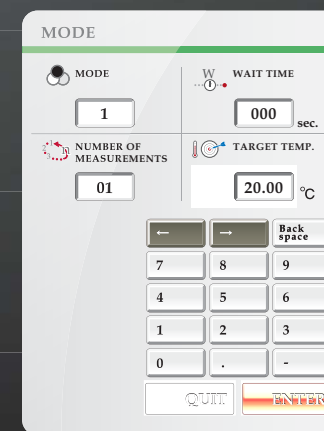 MODE
MODE
1
W
WAIT TIME
000
sec.
NUMBER OF
MEASUREMENTS
01
TARGET TEMP.
20.00 °C
← →
Back
space
7 8 9
4 5 6
1 2 3
0 . -
QUIT ENTER